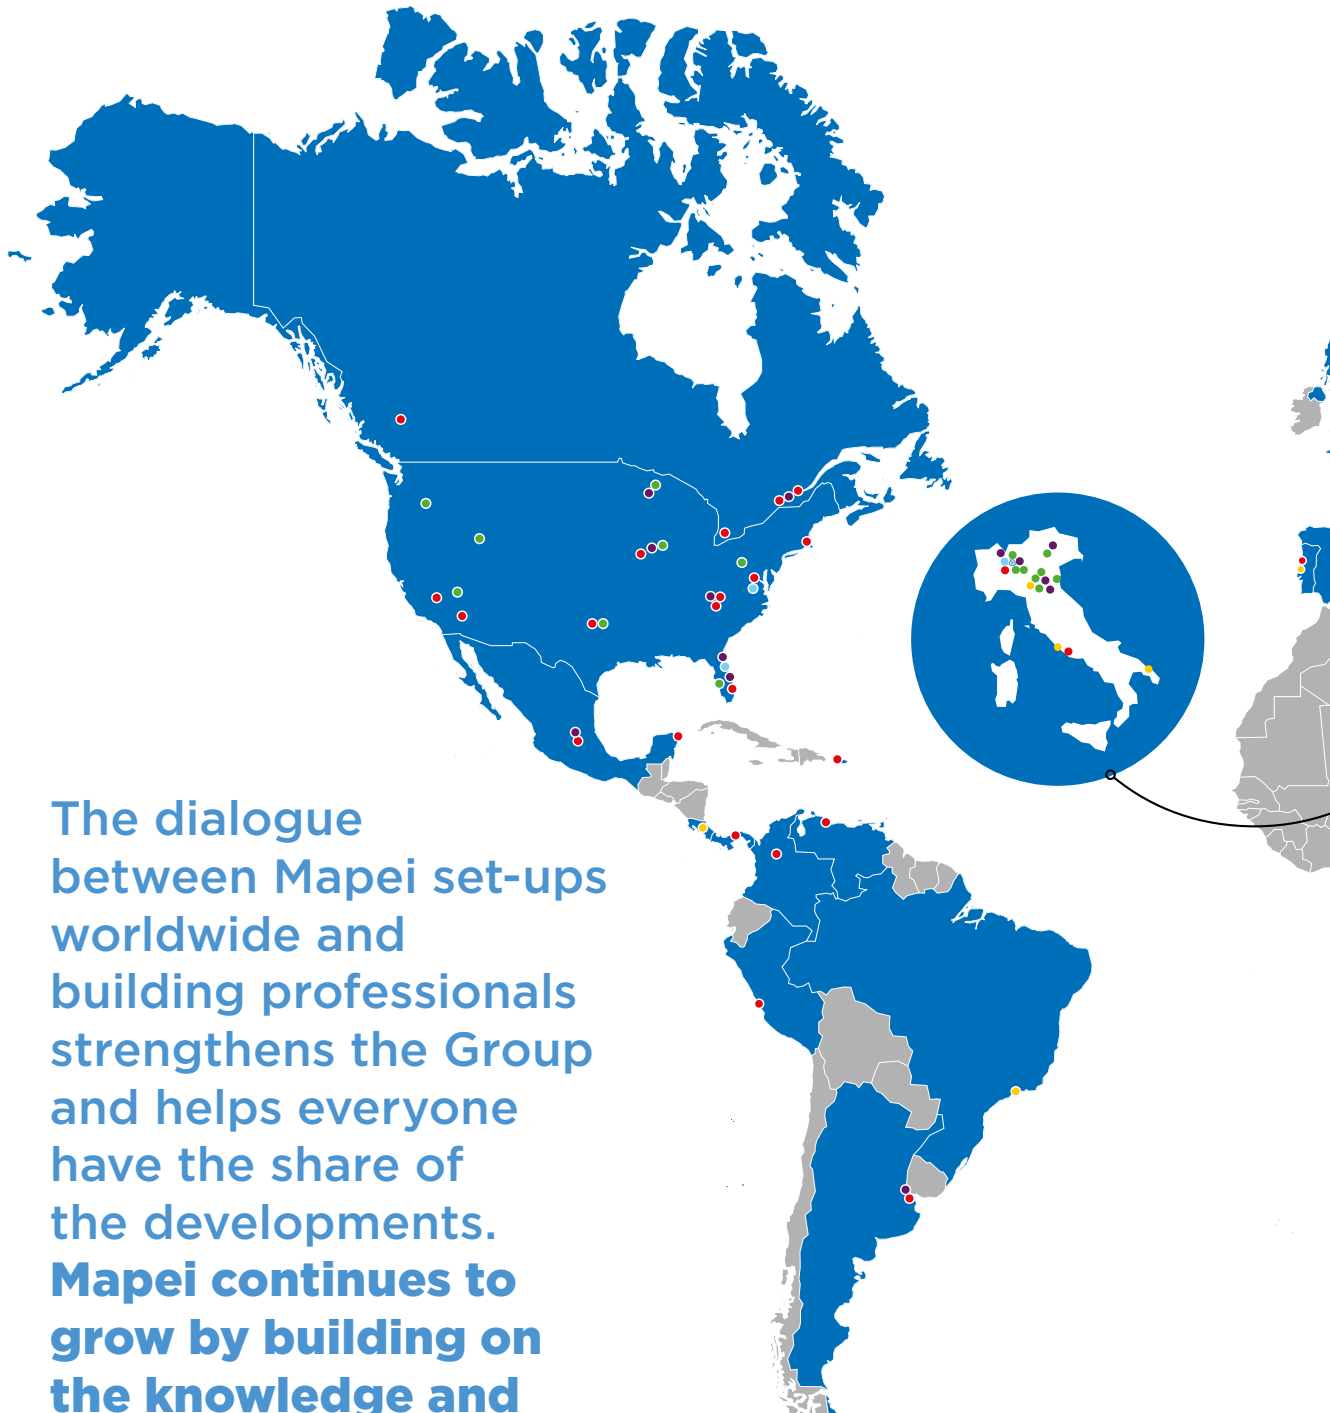 The dialogue
between Mapei set-ups
worldwide and
building professionals
strengthens the Group
and helps everyone
have the share of
the developments.
Mapei continues to
grow by building on
the knowledge and